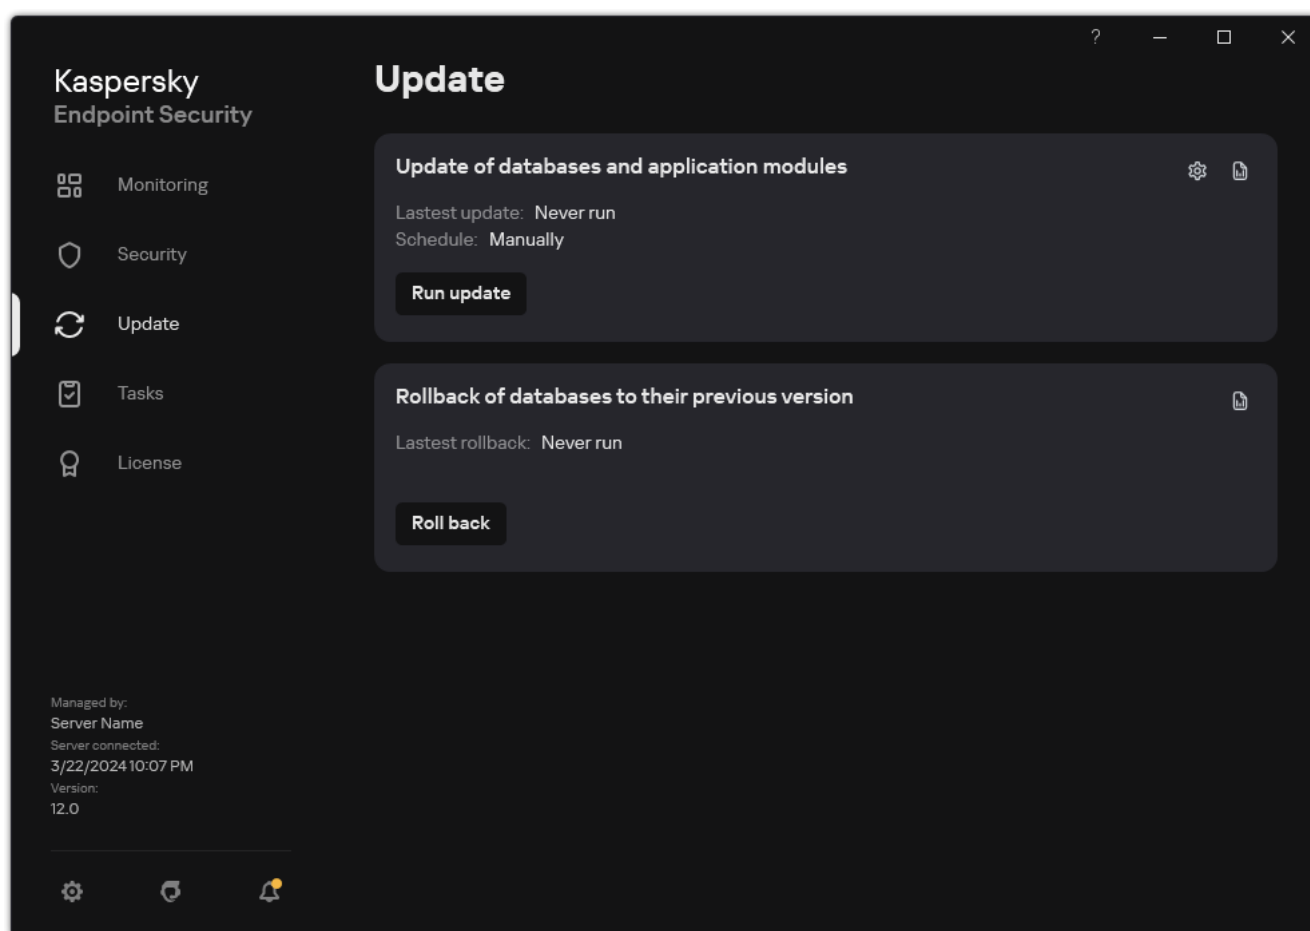 ?
Kaspersky
Endpoint Security
Monitoring
Security
Update
Tasks
License
Managed by:
Server Name
Server connected:
3/22/2024 10:07 PM
Version:
12.0
Update
Update of databases and application modules
Lastest update: Never run
Schedule: Manually
Run update
Rollback of databases to their previous version
Lastest rollback: Never run
Roll back